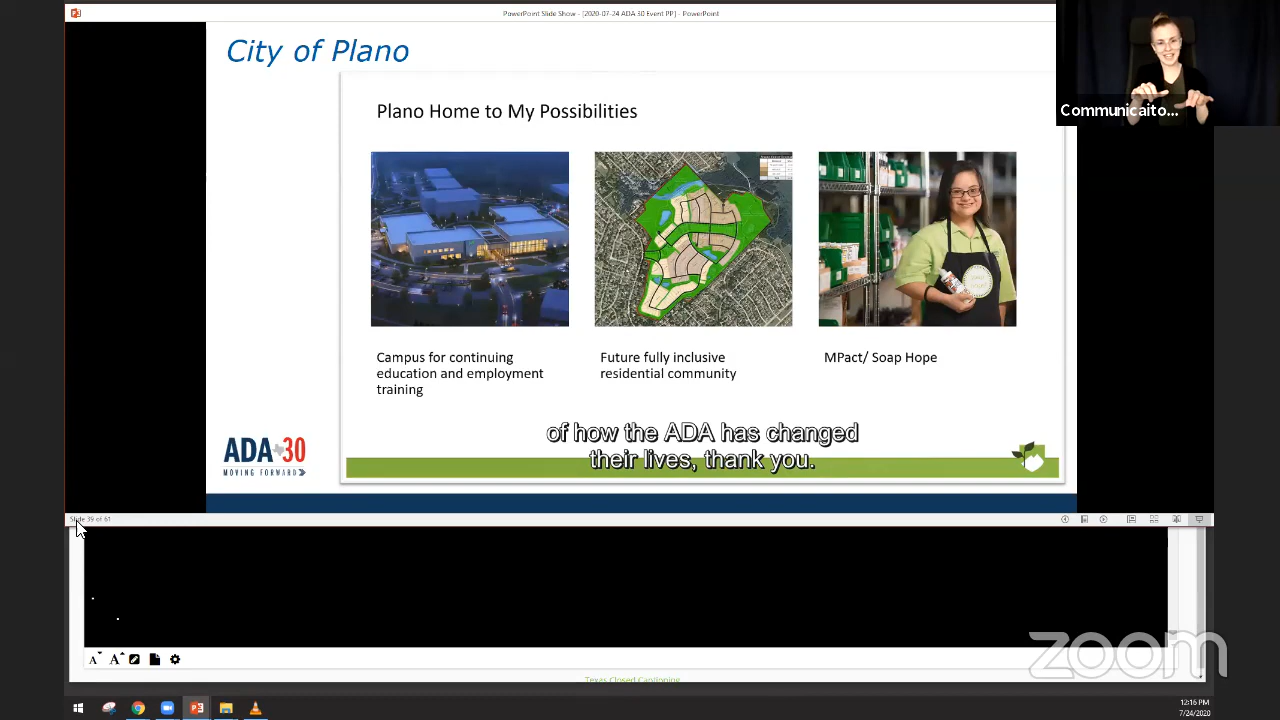 PowerPoint Slide Show - [2020-07-24 ADA 30 Event PP] - PowerPoint
City of Plano
Communicaito...
Plano Home to My Possibilities
Campus for continuing
education and employment
training
Future fully inclusive
residential community
MPact/ Soap Hope
of how the ADA has changed
their lives, thank you.
ADA 30
MOVING FORWARD
Slide 39 of 61
A A
zoom
Texas Closed Captioning
12:16 PM
7/24/2020